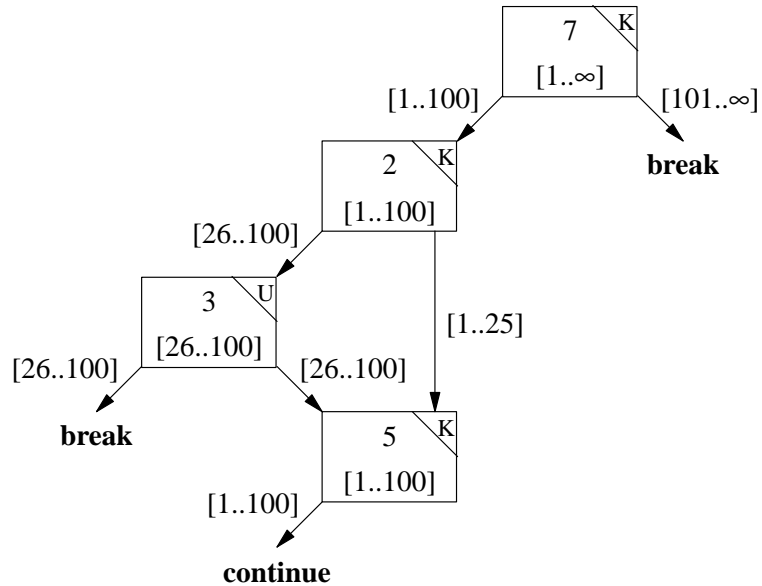 7
K
[1..∞]
[1..100]
[101..∞]
break
2
K
[1..100]
[26..100]
3
U
[26..100]
[1..25]
[26..100]
[26..100]
break
5
K
[1..100]
[1..100]
continue